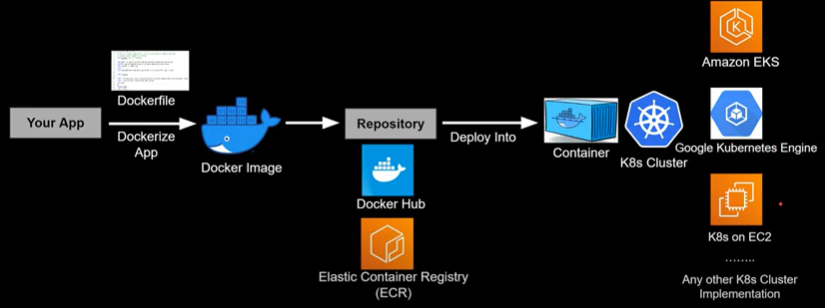 Your App
Dockerfile
Dockerize
App
Docker Image
Repository
Docker Hub
Elastic Container Registry
(ECR)
Deploy Into
Container
K8s Cluster
Amazon EKS
Google Kubernetes Engine
K8s on EC2
........
Any other K8s Cluster
Implementation